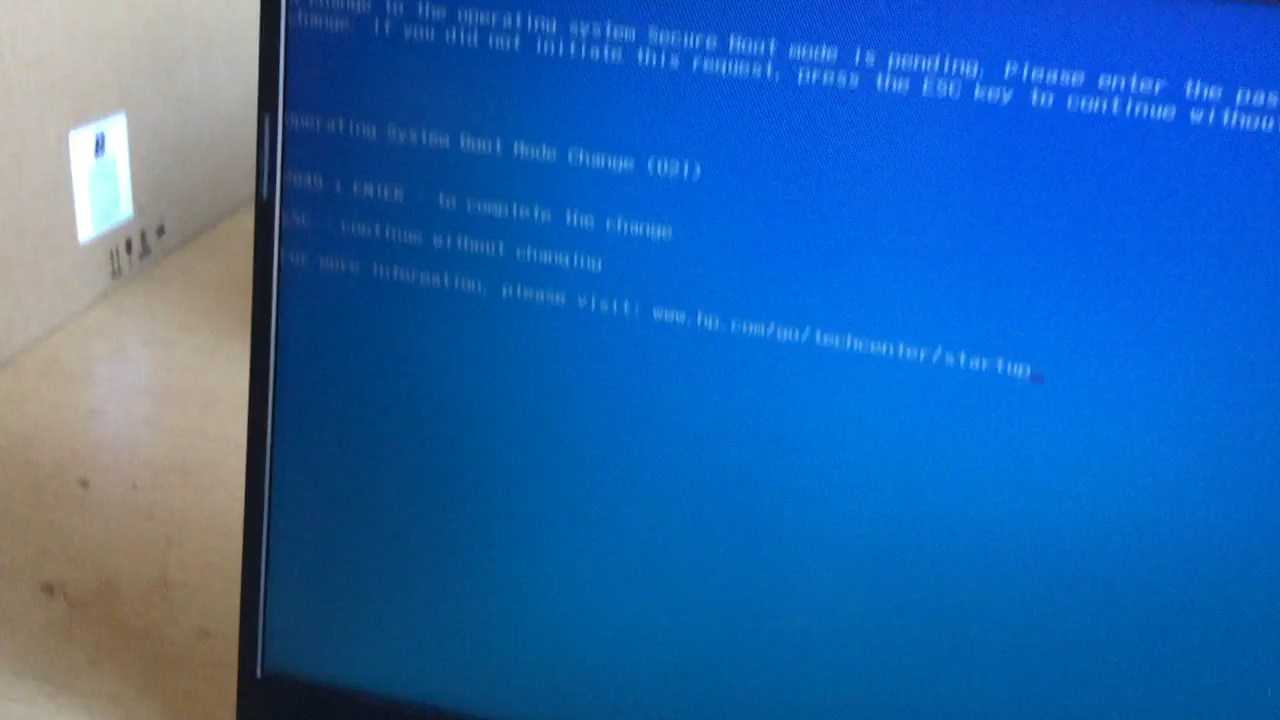 change to the operating system Secure Boot mode is pending. Please enter the pas
change. If you did not initiate this request, press the ESC key to continue withou
Operating System Boot Mode Change (021)
+ ENTER - to complete the change
ESC - continue without changing
For more information, please visit: www.hp.com/go/techcenter/startup